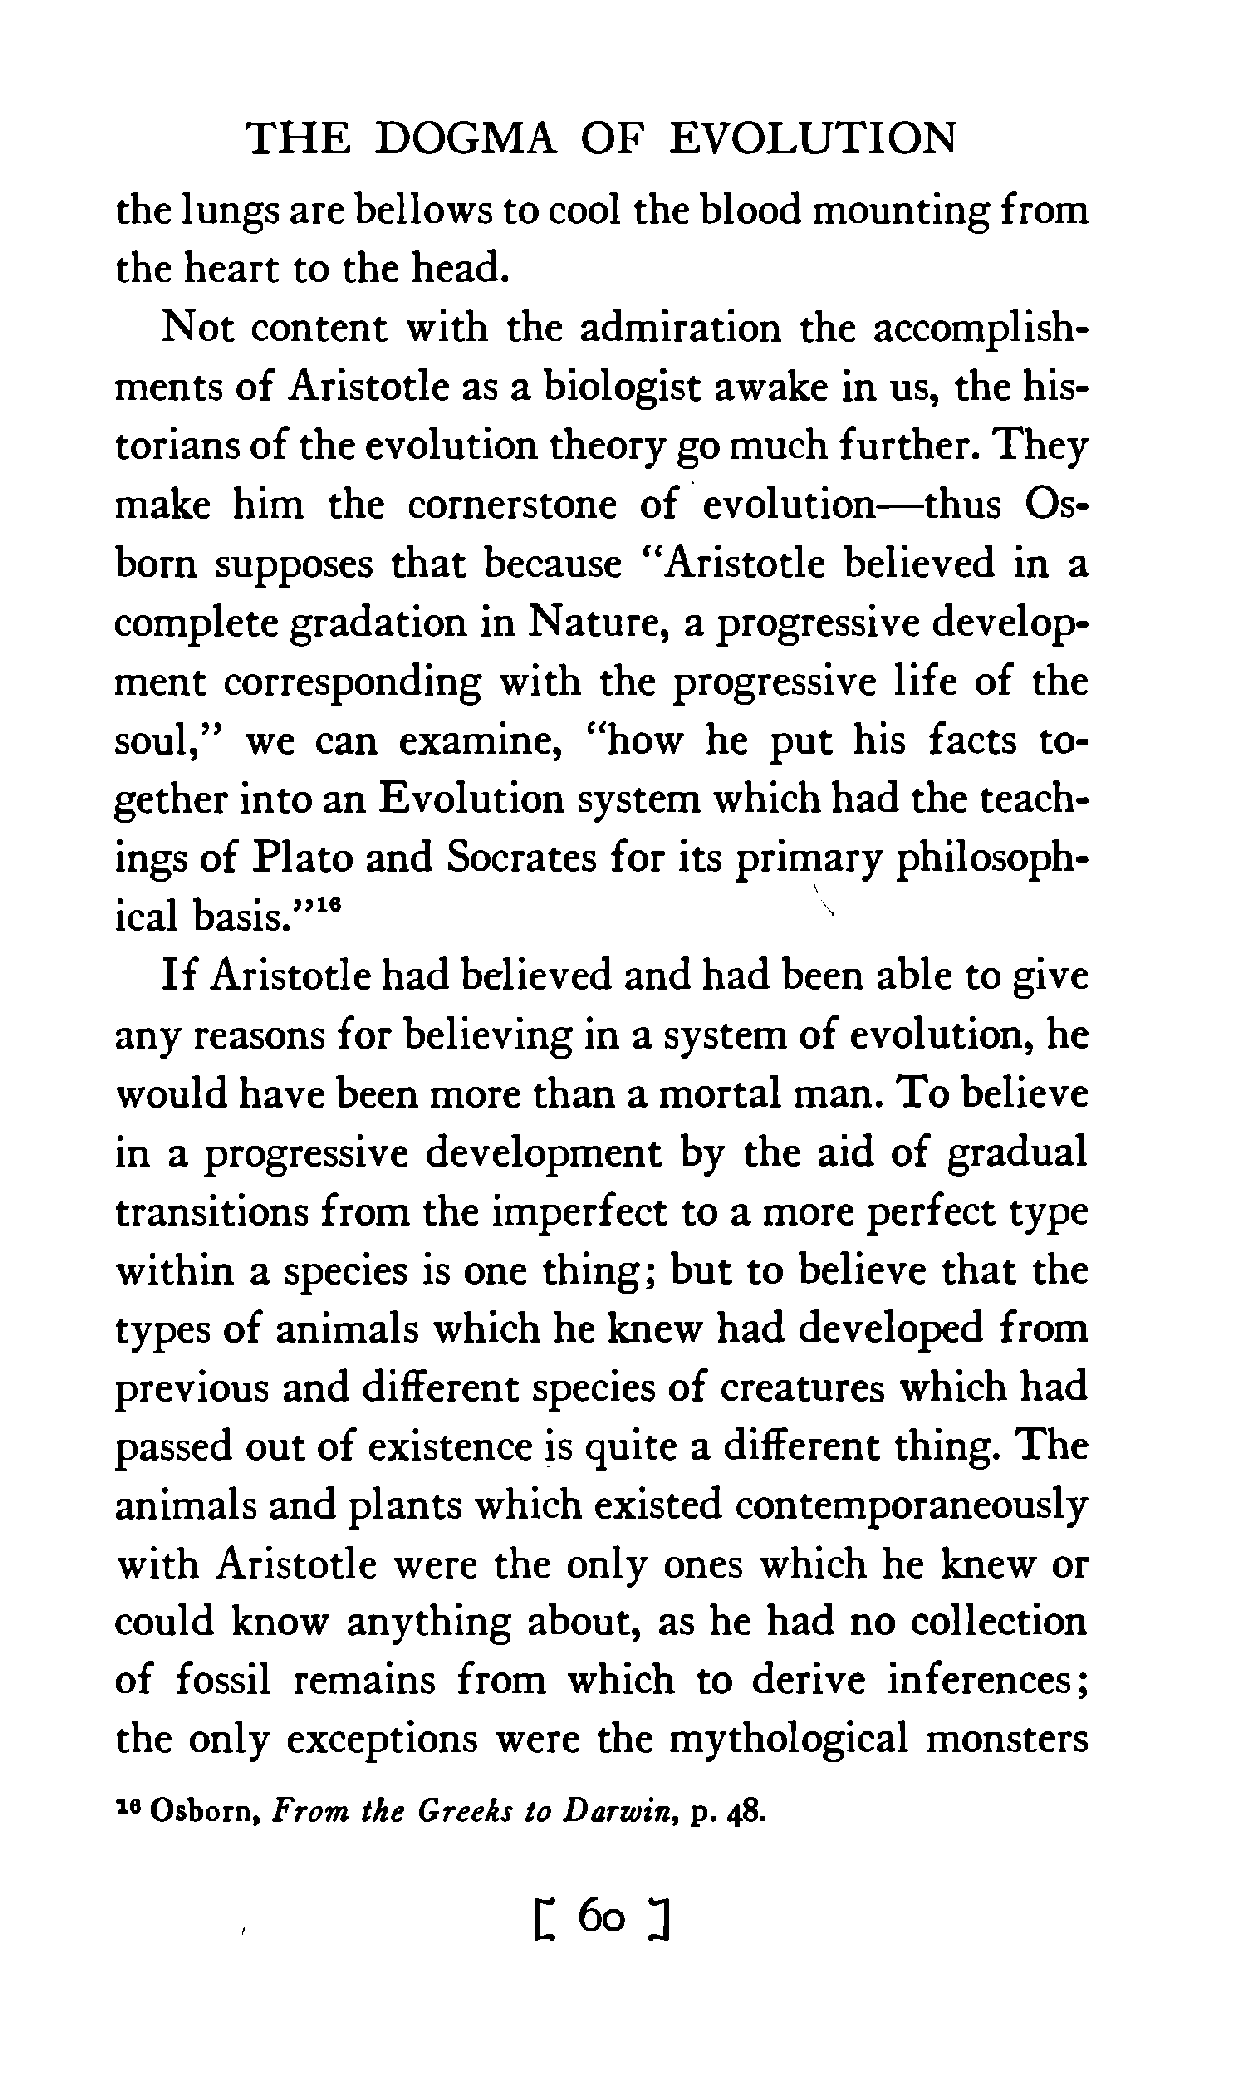 THE DOGMA OF EVOLUTION
the lungs are bellows to cool the blood mounting from
the heart to the head.
Not content with the admiration the accomplish-
ments of Aristotle as a biologist awake in us, the his-
torians of the evolution theory go much further. They
make him the cornerstone of evolution—thus Os-
born supposes that because "Aristotle believed in a
complete gradation in Nature, a progressive develop-
ment corresponding with the progressive life of the
soul," we can examine, "how he put his facts to-
gether into an Evolution system which had the teach-
ings of Plato and Socrates for its primary philosoph-
ical basis."¹⁶
If Aristotle had believed and had been able to give
any reasons for believing in a system of evolution, he
would have been more than a mortal man. To believe
in a progressive development by the aid of gradual
transitions from the imperfect to a more perfect type
within a species is one thing; but to believe that the
types of animals which he knew had developed from
previous and different species of creatures which had
passed out of existence is quite a different thing. The
animals and plants which existed contemporaneously
with Aristotle were the only ones which he knew or
could know anything about, as he had no collection
of fossil remains from which to derive inferences;
the only exceptions were the mythological monsters
¹⁶ Osborn, From the Greeks to Darwin, p. 48.
[ 60 ]